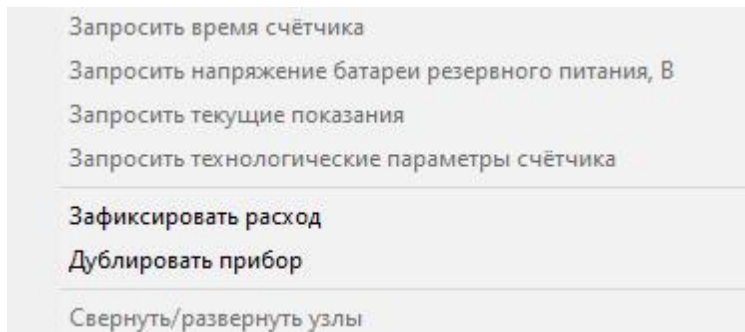 Запросить время счётчика
Запросить напряжение батареи резервного питания, В
Запросить текущие показания
Запросить технологические параметры счётчика
Зафиксировать расход
Дублировать прибор
Свернуть/развернуть узлы